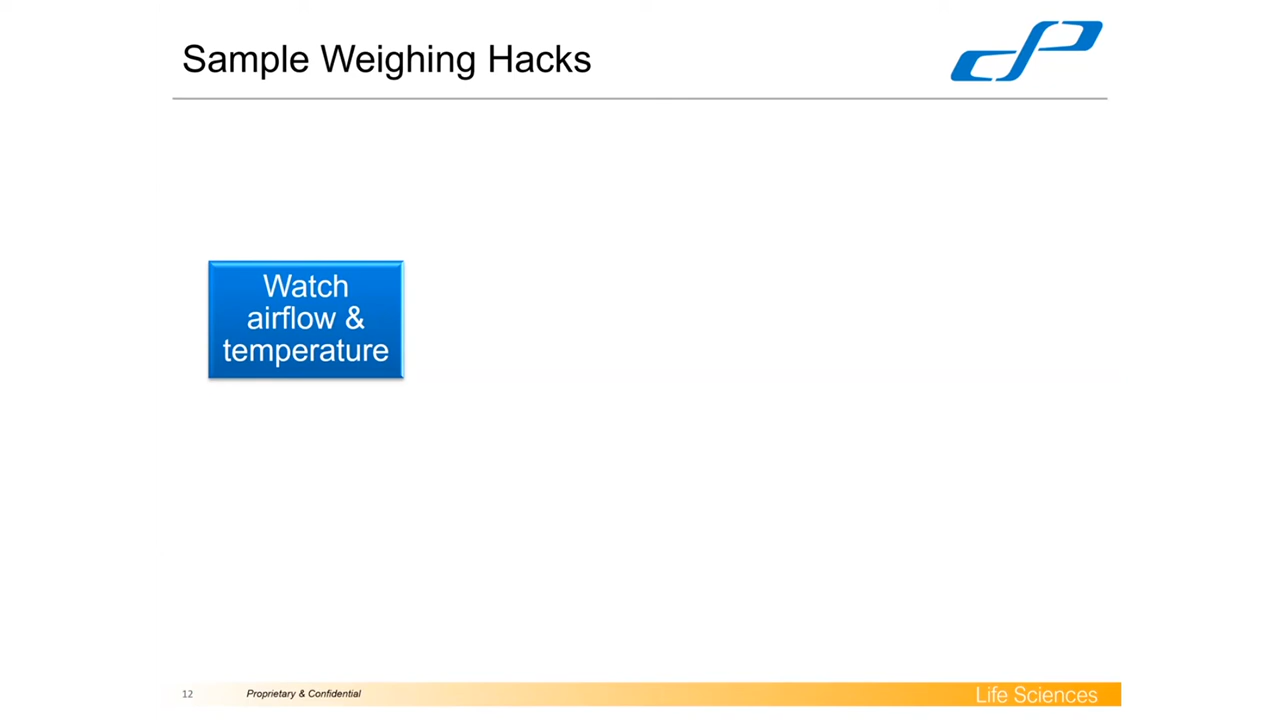 Sample Weighing Hacks
Watch
airflow &
temperature
12
Proprietary & Confidential
Life Sciences